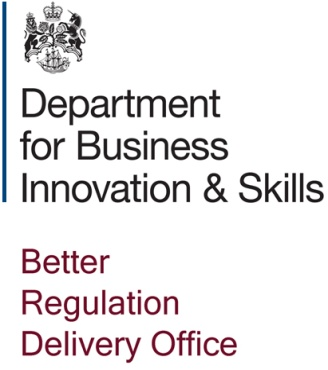 Department
for Business
Innovation & Skills
Better
Regulation
Delivery Office